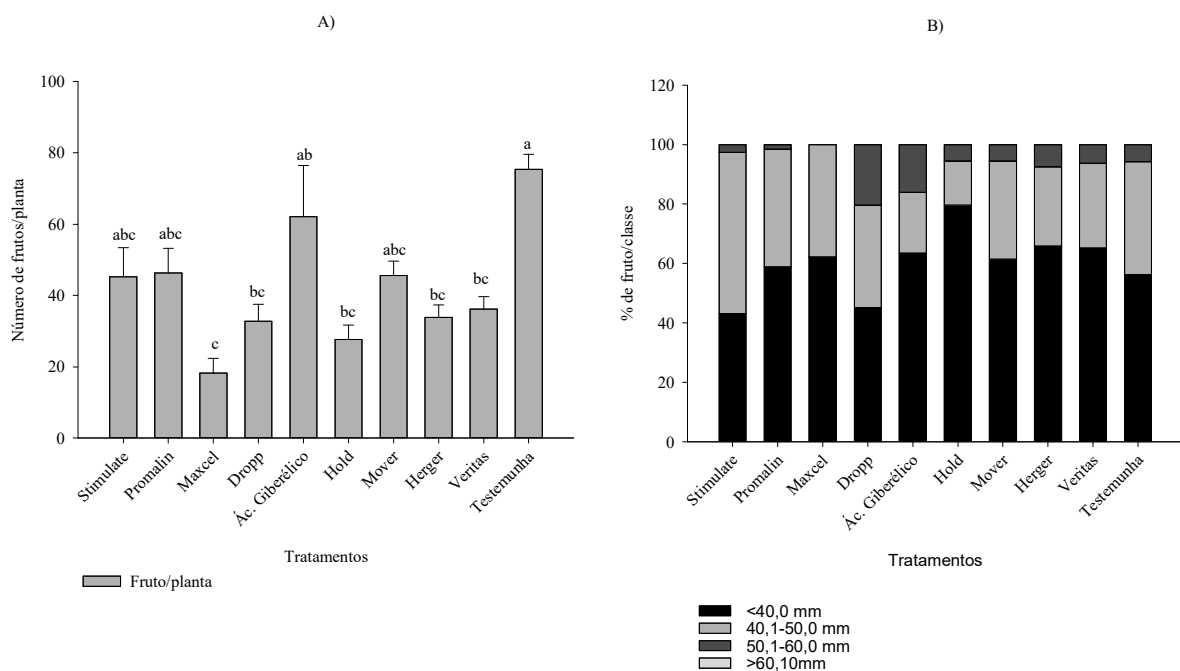 A)
Número de frutos/planta
100
80
60
40
20
0
abc
abc
c
bc
ab
bc
abc
bc
bc
a
Stimulate
Promalin
Maxcel
Dropp
Ác. Giberélico
Hold
Mover
Herger
Veritas
Testemunha
Tratamentos
Fruto/planta
B)
% de fruto/classe
120
100
80
60
40
20
0
Stimulate
Promalin
Maxcel
Dropp
Ác. Giberélico
Hold
Mover
Herger
Veritas
Testemunha
Tratamentos
<40,0 mm
40,1-50,0 mm
50,1-60,0 mm
>60,10mm